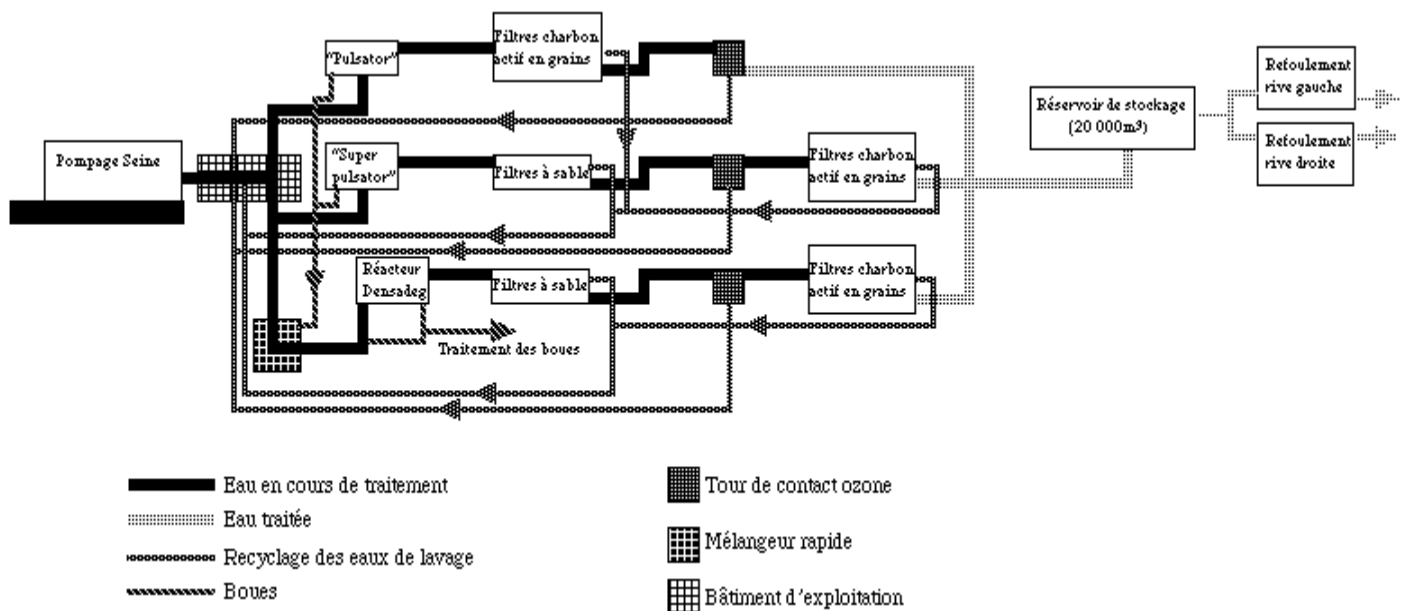 Filtres charbon
actif en grains
"Pulsator"
Refoulement
rive gauche
Réservoir de stockage
(20 000m³)
Refoulement
rive droite
Pompage Seine
"Super
pulsator"
Filtres à sable
Filtres charbon
actif en grains
Réacteur
Densadeg
Filtres à sable
Filtres charbon
actif en grains
Traitement des boues
Eau en cours de traitement
Eau traitée
Recyclage des eaux de lavage
Boues
Tour de contact ozone
Mélangeur rapide
Bâtiment d'exploitation